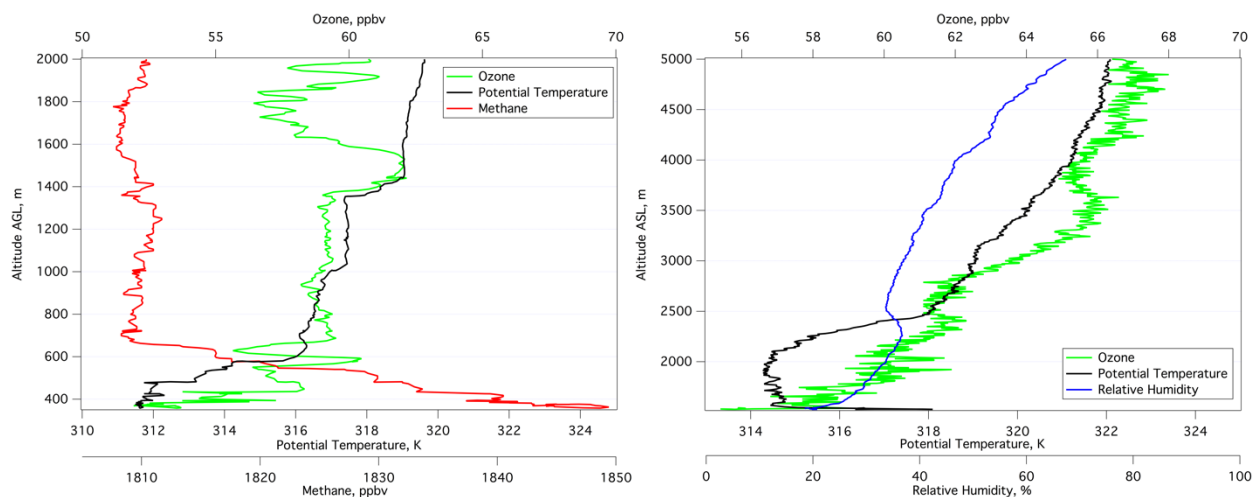 Ozone, ppbv
50 55 60 65 70
2000
1800
1600
1400
1200
1000
800
600
400
Altitude AGL, m
Ozone
Potential Temperature
Methane
310 312 314 316 318 320 322 324
Potential Temperature, K
1810 1820 1830 1840 1850
Methane, ppbv
Ozone, ppbv
56 58 60 62 64 66 68 70
5000
4500
4000
3500
3000
2500
2000
Altitude ASL, m
Ozone
Potential Temperature
Relative Humidity
314 316 318 320 322 324
Potential Temperature, K
0 20 40 60 80 100
Relative Humidity, %